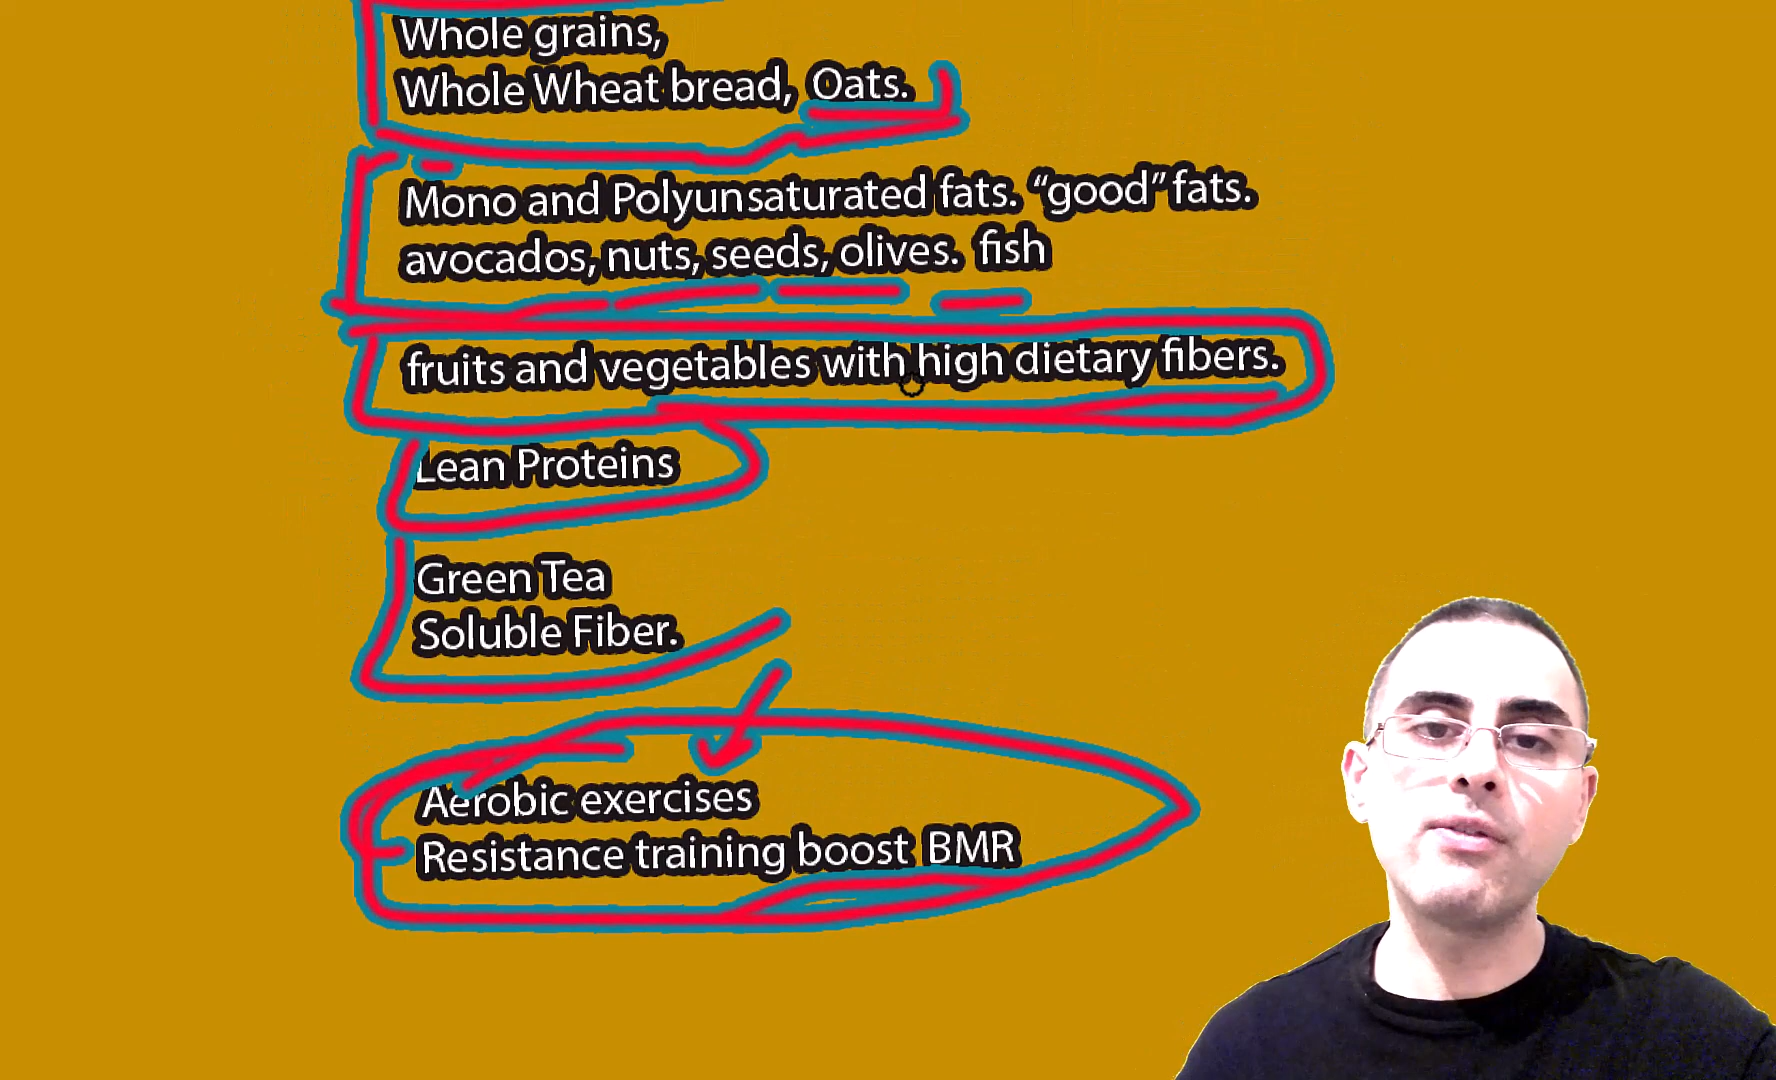 Whole grains,
Whole Wheat bread, Oats.
Mono and Polyunsaturated fats. “good” fats.
avocados, nuts, seeds, olives. fish
fruits and vegetables with high dietary fibers.
Lean Proteins
Green Tea
Soluble Fiber.
Aerobic exercises
Resistance training boost BMR